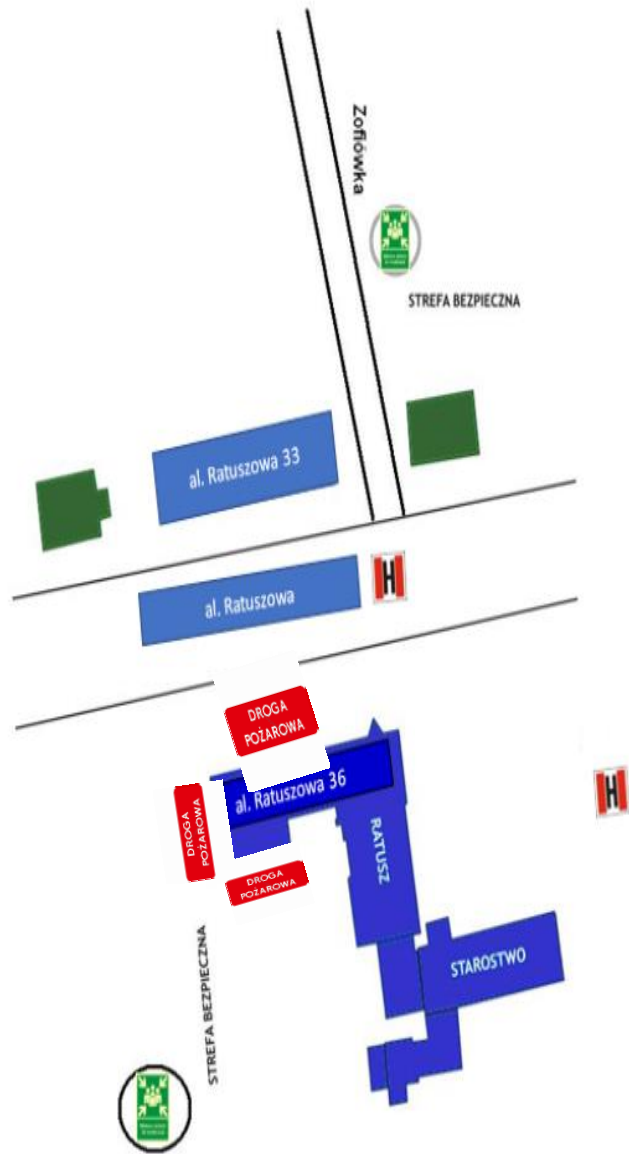 Zofiówka
STREFA BEZPIECZNA
al. Ratuszowa 33
H
al. Ratuszowa
DROGA
POŻAROWA
al. Ratuszowa 36
H
DROGA
POŻAROWA
RATUSZ
DROGA
POŻAROWA
STAROSTWO
STREFA BEZPIECZNA